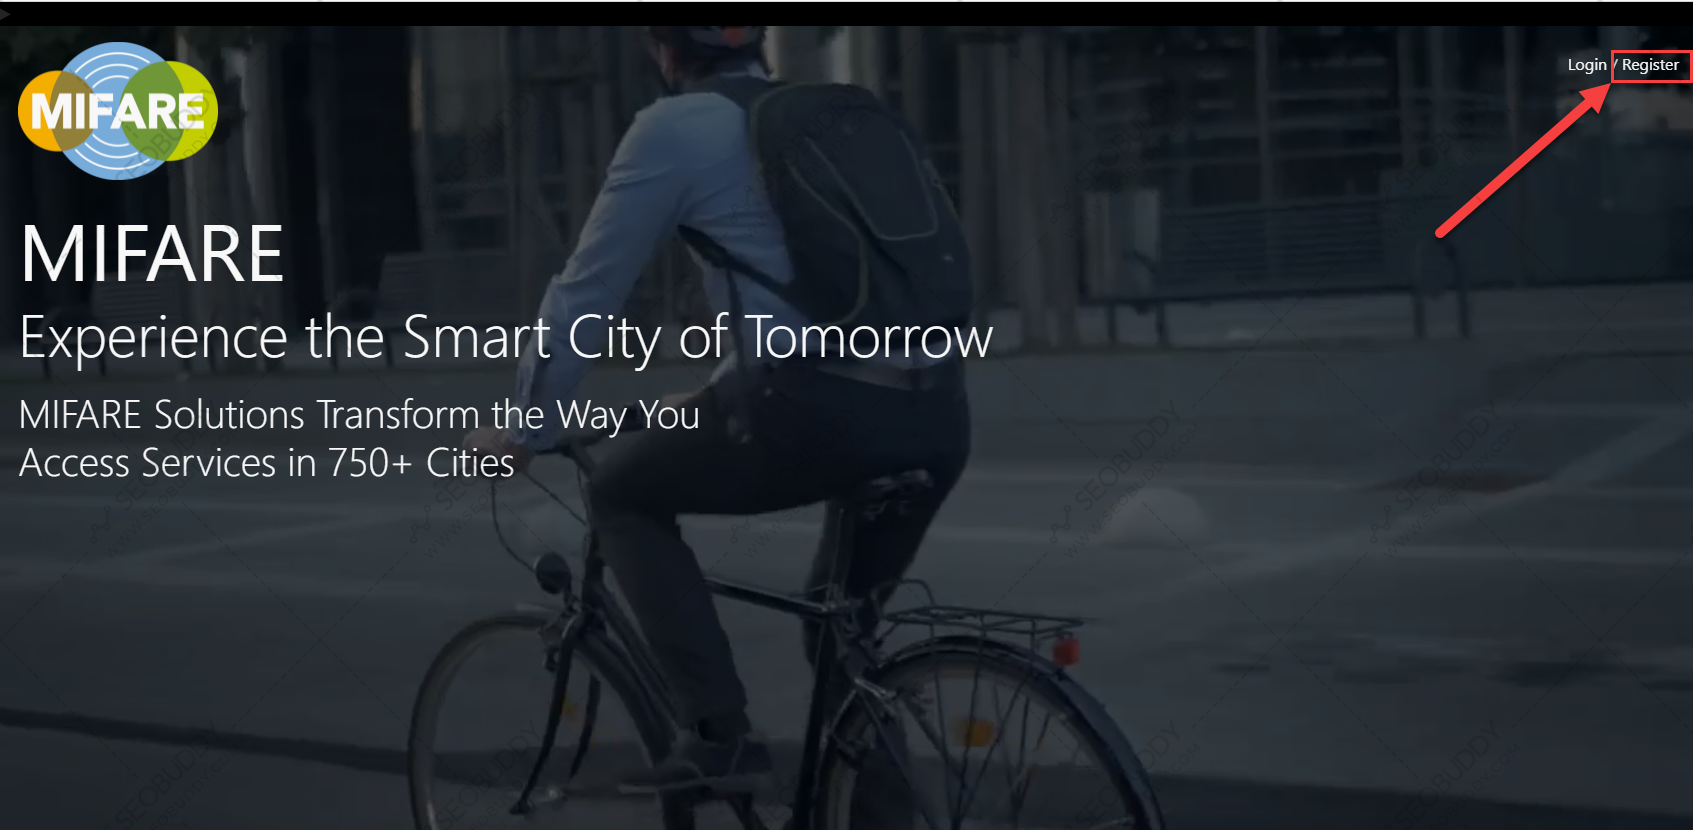 Login / Register
MIFARE
MIFARE
Experience the Smart City of Tomorrow
MIFARE Solutions Transform the Way You
Access Services in 750+ Cities
SEOBUDDY